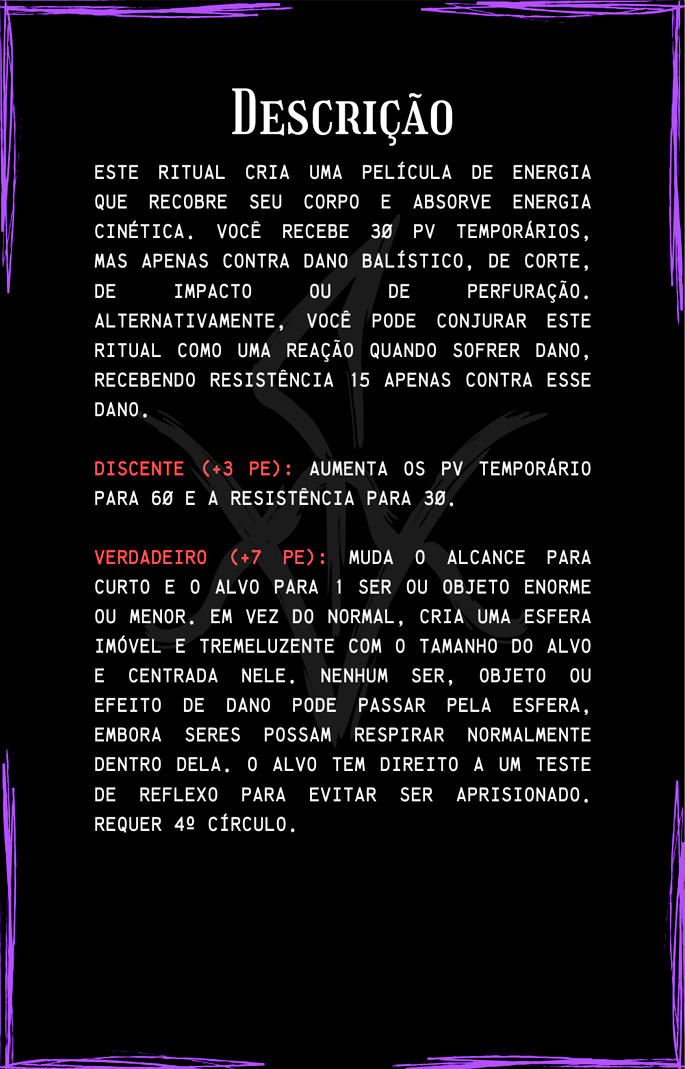 Descrição
ESTE RITUAL CRIA UMA PELÍCULA DE ENERGIA
QUE RECOBRE SEU CORPO E ABSORVE ENERGIA
CINÉTICA. VOCÊ RECEBE 30 PV TEMPORÁRIOS,
MAS APENAS CONTRA DANO BALÍSTICO, DE CORTE,
DE IMPACTO OU DE PERFURAÇÃO.
ALTERNATIVAMENTE, VOCÊ PODE CONJURAR ESTE
RITUAL COMO UMA REAÇÃO QUANDO SOFRER DANO,
RECEBENDO RESISTÊNCIA 15 APENAS CONTRA ESSE
DANO.
DISCENTE (+3 PE): AUMENTA OS PV TEMPORÁRIO
PARA 60 E A RESISTÊNCIA PARA 30.
VERDADEIRO (+7 PE): MUDA O ALCANCE PARA
CURTO E O ALVO PARA 1 SER OU OBJETO ENORME
OU MENOR. EM VEZ DO NORMAL, CRIA UMA ESFERA
IMÓVEL E TREMELUZENTE COM O TAMANHO DO ALVO
E CENTRADA NELE. NENHUM SER, OBJETO OU
EFEITO DE DANO PODE PASSAR PELA ESFERA,
EMBORA SERES POSSAM RESPIRAR NORMALMENTE
DENTRO DELA. O ALVO TEM DIREITO A UM TESTE
DE REFLEXO PARA EVITAR SER APRISIONADO.
REQUER 4º CÍRCULO.